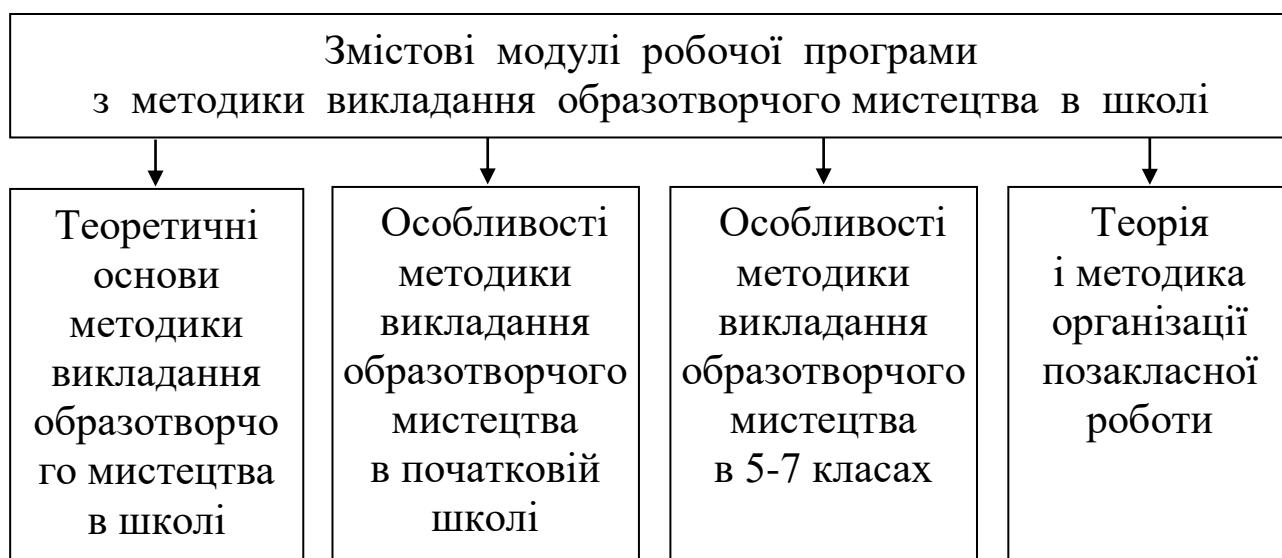 Змістові модулі робочої програми
з методики викладання образотворчого мистецтва в школі
Теоретичні
основи
методики
викладання
образотворчо
го мистецтва
в школі
Особливості
методики
викладання
образотворчого
мистецтва
в початковій
школі
Особливості
методики
викладання
образотворчого
мистецтва
в 5-7 класах
Теорія
і методика
організації
позакласної
роботи